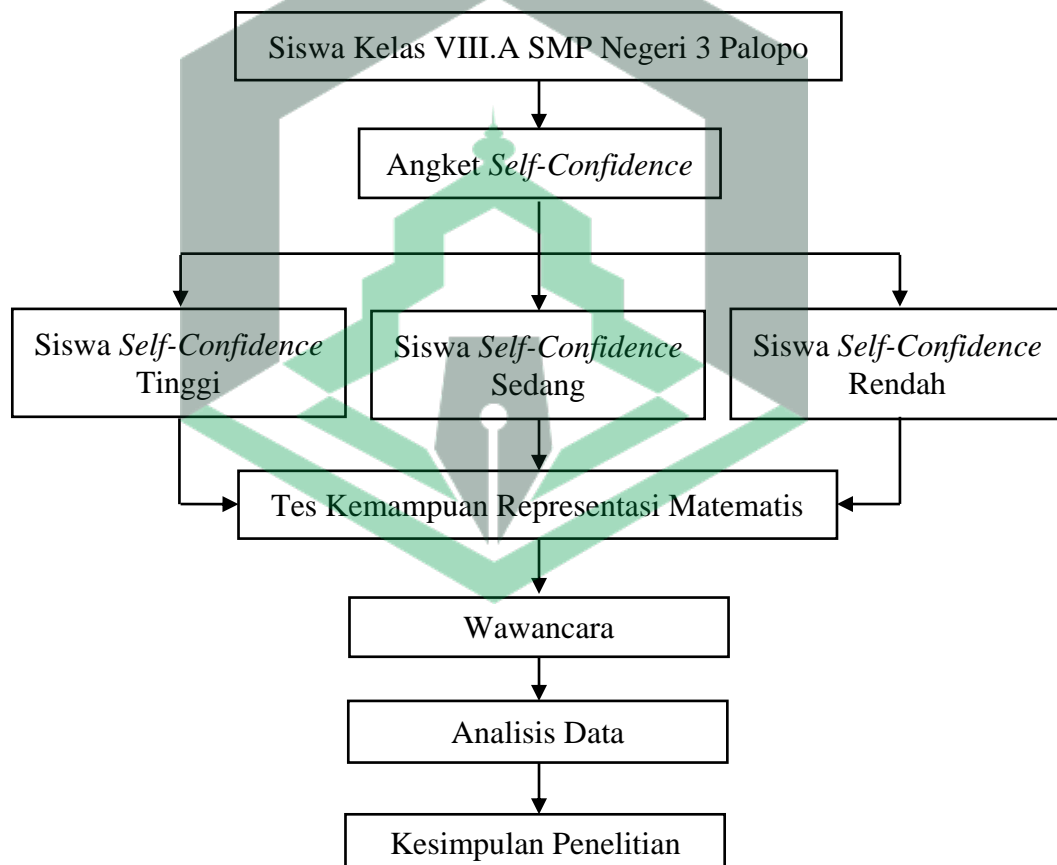 Siswa Kelas VIII.A SMP Negeri 3 Palopo
Angket Self-Confidence
Siswa Self-Confidence
Tinggi
Siswa Self-Confidence
Sedang
Siswa Self-Confidence
Rendah
Tes Kemampuan Representasi Matematis
Wawancara
Analisis Data
Kesimpulan Penelitian